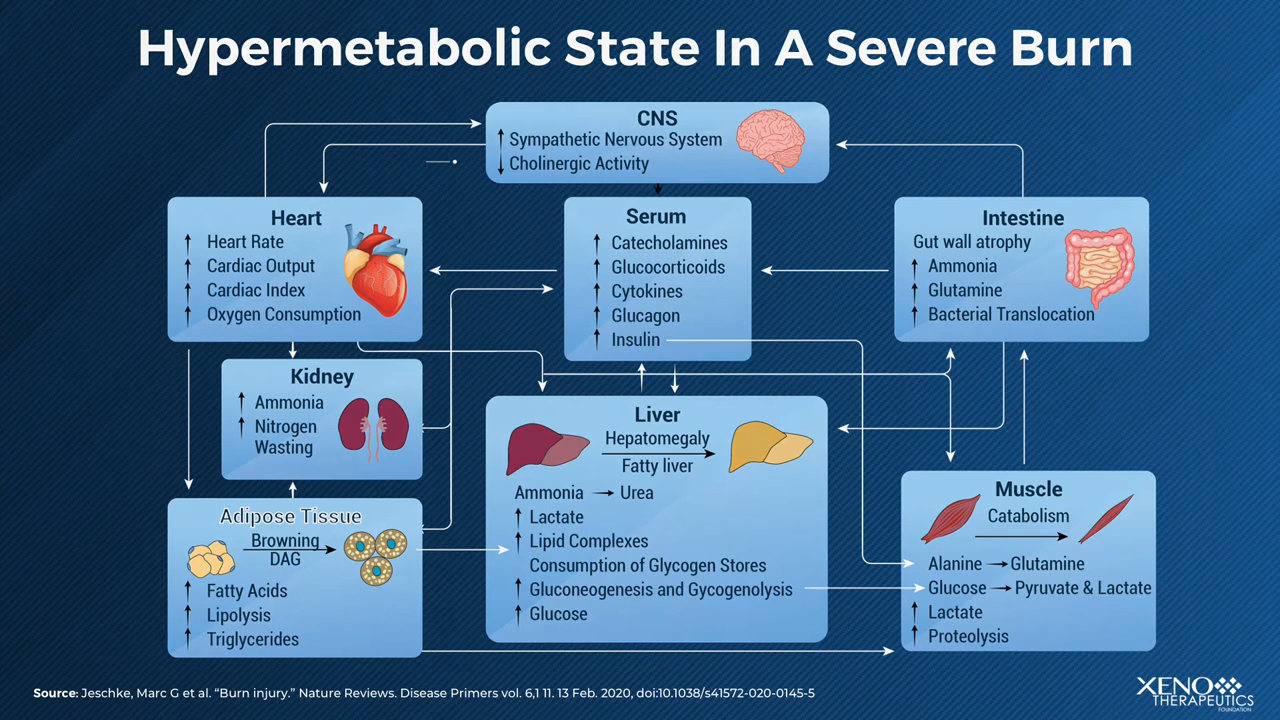 Hypermetabolic State In A Severe Burn
CNS
↑ Sympathetic Nervous System
↓ Cholinergic Activity
Heart
↑ Heart Rate
↑ Cardiac Output
↑ Cardiac Index
↑ Oxygen Consumption
Serum
↑ Catecholamines
↑ Glucocorticoids
↑ Cytokines
↑ Glucagon
↑ Insulin
Intestine
Gut wall atrophy
↑ Ammonia
↑ Glutamine
↑ Bacterial Translocation
Kidney
↑ Ammonia
↑ Nitrogen
Wasting
Liver
Hepatomegaly
Fatty liver
Ammonia → Urea
↑ Lactate
↑ Lipid Complexes
Consumption of Glycogen Stores
↑ Gluconeogenesis and Gycogenolysis
↑ Glucose
Adipose Tissue
Browning
DAG
↑ Fatty Acids
↑ Lipolysis
↑ Triglycerides
Muscle
Catabolism
Alanine → Glutamine
Glucose → Pyruvate & Lactate
↑ Lactate
↑ Proteolysis
Source: Jeschke, Marc G et al. “Burn injury.” Nature Reviews. Disease Primers vol. 6,1 11. 13 Feb. 2020, doi:10.1038/s41572-020-0145-5
XENO
THERAPEUTICS
FOUNDATION